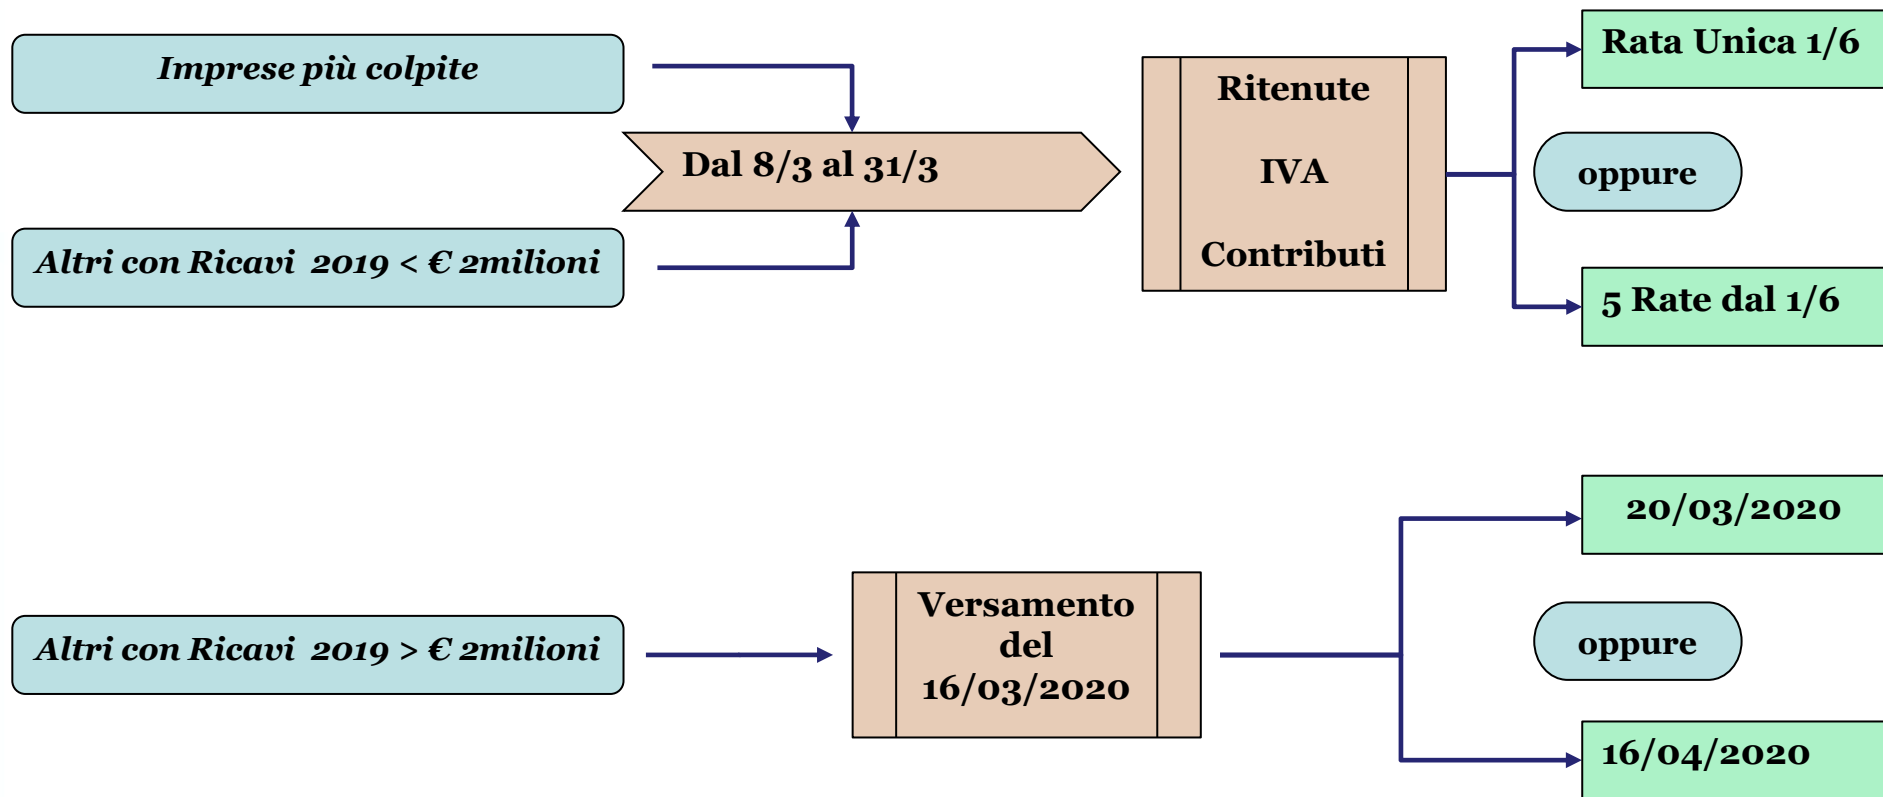 Imprese più colpite
Dal 8/3 al 31/3
Altri con Ricavi 2019 < € 2milioni
Ritenute
IVA
Contributi
Rata Unica 1/6
oppure
5 Rate dal 1/6
Altri con Ricavi 2019 > € 2milioni
Versamento
del
16/03/2020
20/03/2020
oppure
16/04/2020